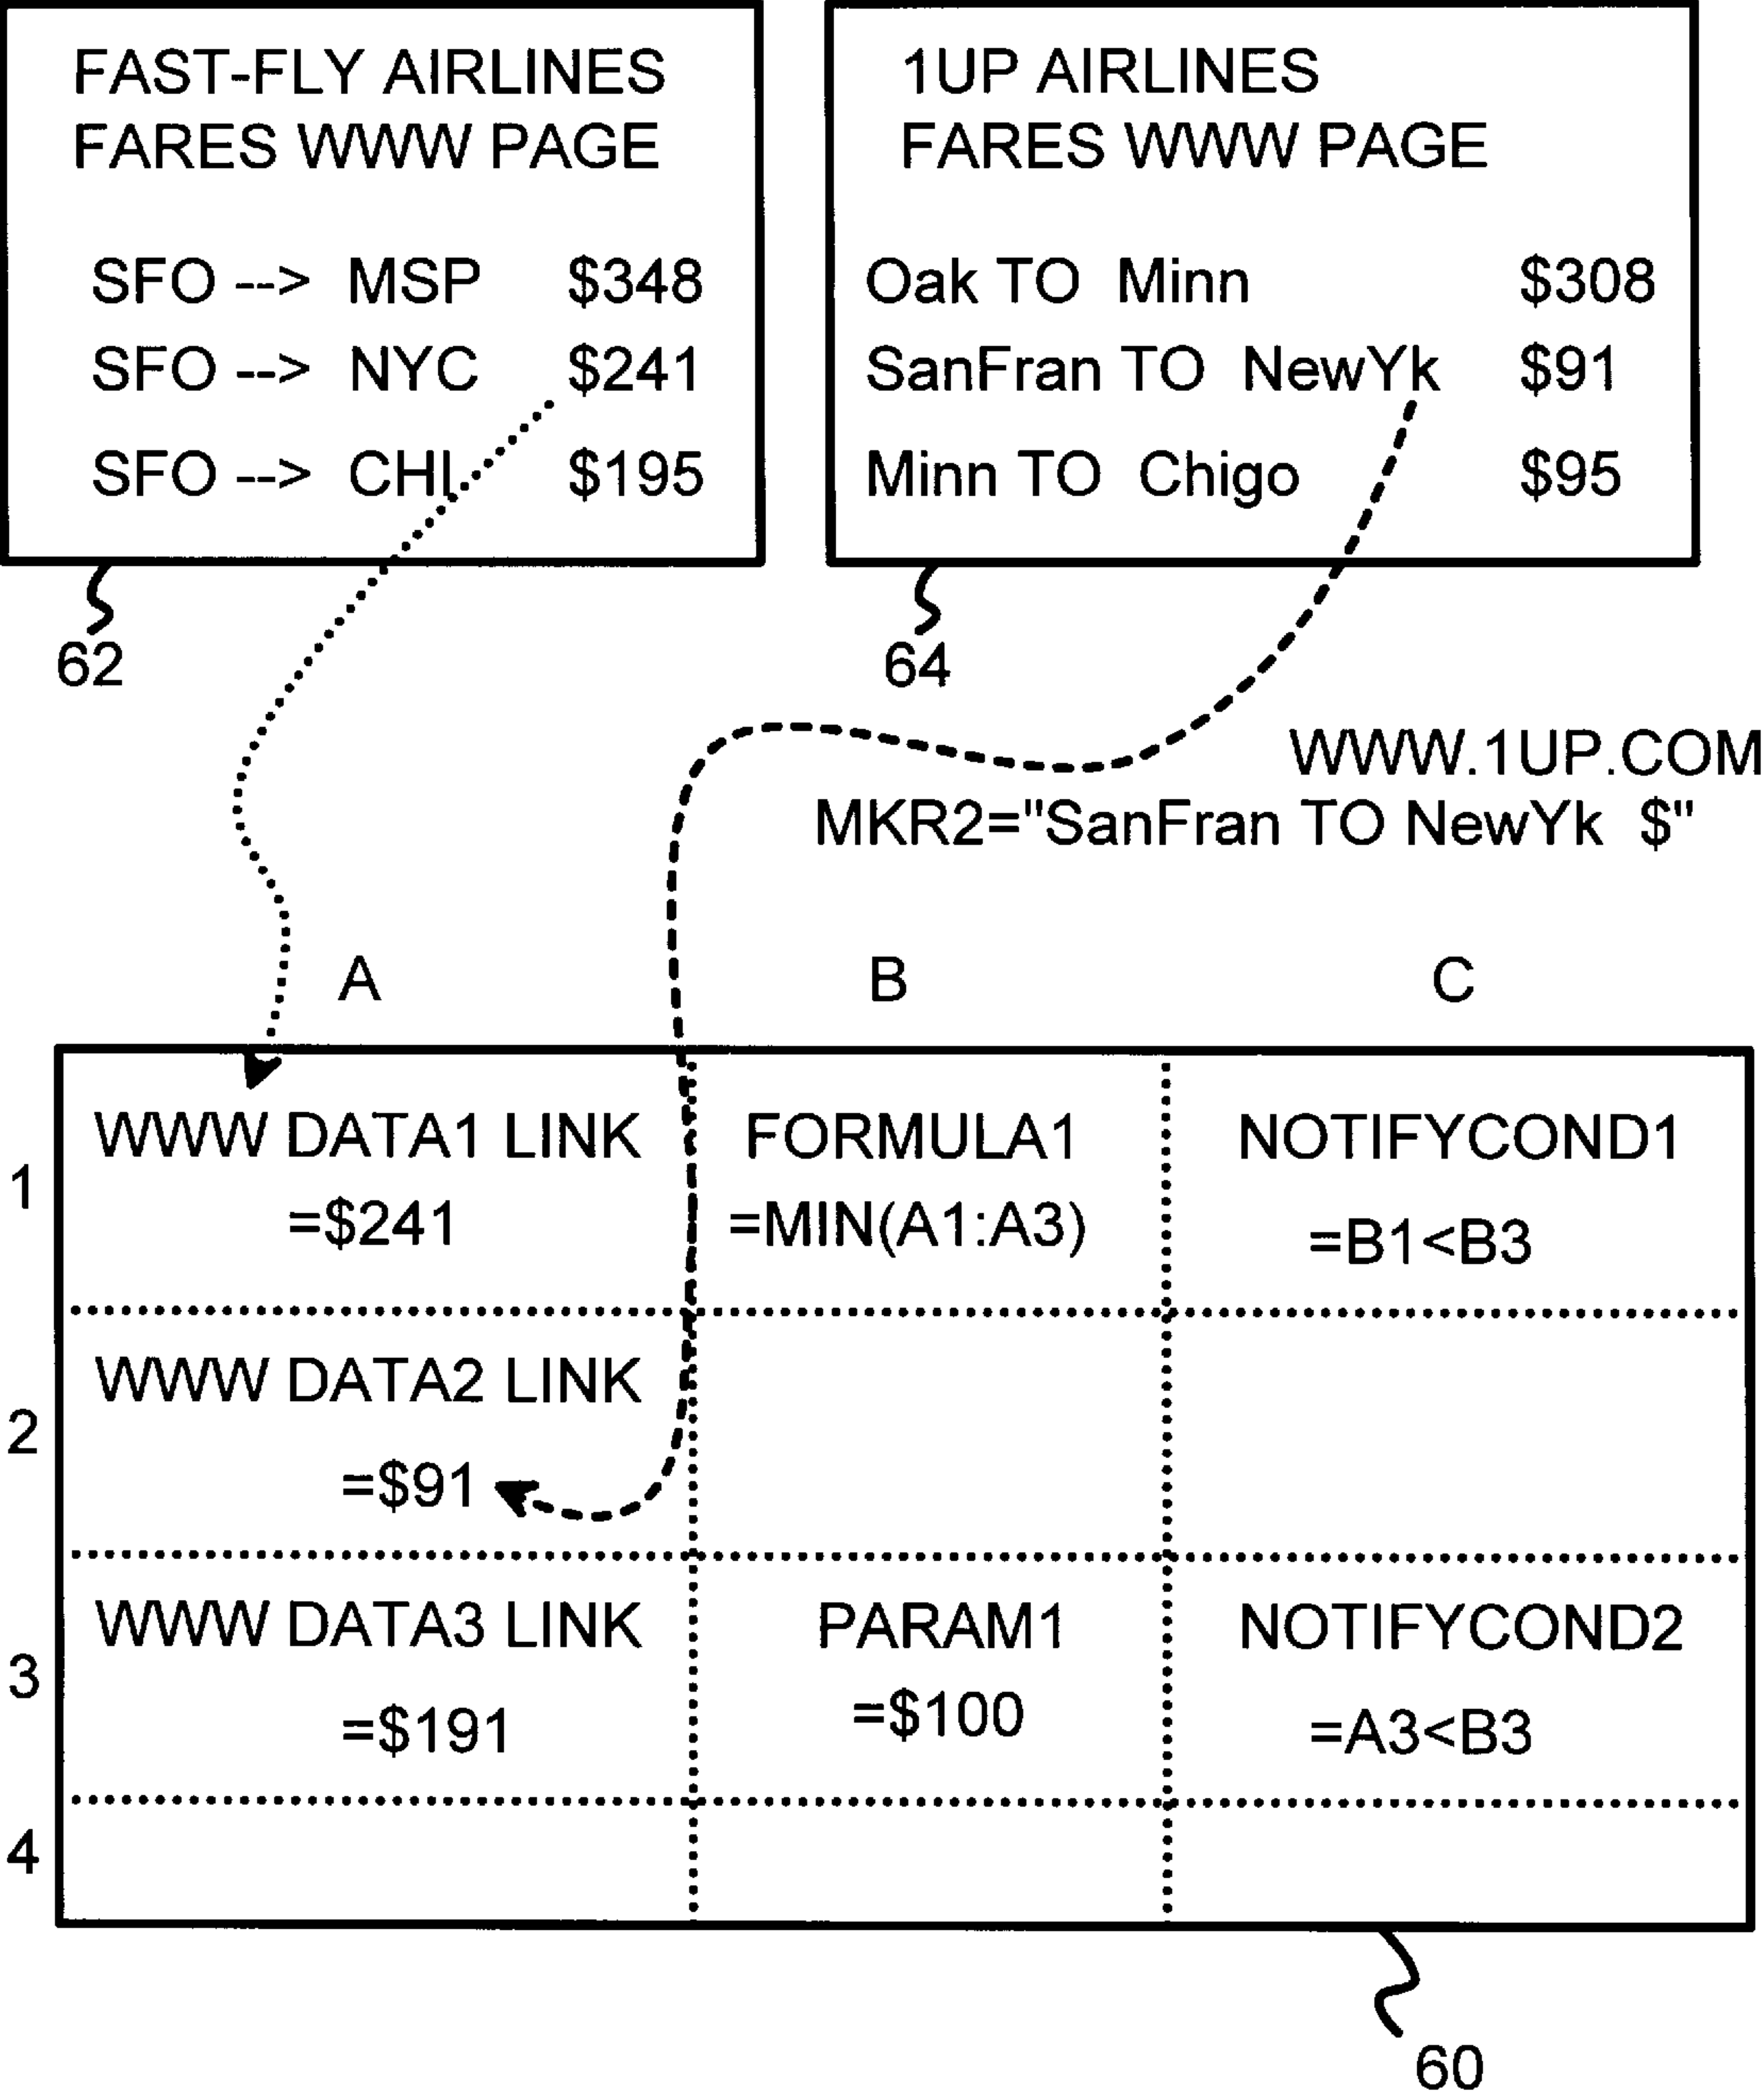 FAST-FLY AIRLINES
FARES WWW PAGE
SFO --> MSP $348
SFO --> NYC $241
SFO --> CHI $195
62
1UP AIRLINES
FARES WWW PAGE
Oak TO Minn $308
SanFran TO NewYk $91
Minn TO Chigo $95
64
WWW.1UP.COM
MKR2="SanFran TO NewYk $"
A B C
1
WWW DATA1 LINK
=$241
FORMULA1
=MIN(A1:A3)
NOTIFYCOND1
=B1<B3
2
WWW DATA2 LINK
=$91
3
WWW DATA3 LINK
=$191
PARAM1
=$100
NOTIFYCOND2
=A3<B3
4
60